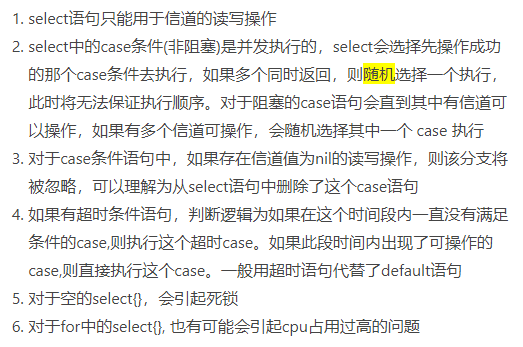 1. select语句只能用于信道的读写操作
2. select中的case条件(非阻塞)是并发执行的，select会选择先操作成功
的那个case条件去执行，如果多个同时返回，则随机选择一个执行，
此时将无法保证执行顺序。对于阻塞的case语句会直到其中有信道可
以操作，如果有多个信道可操作，会随机选择其中一个 case 执行
3. 对于case条件语句中，如果存在信道值为nil的读写操作，则该分支将
被忽略，可以理解为从select语句中删除了这个case语句
4. 如果有超时条件语句，判断逻辑为如果在这个时间段内一直没有满足
条件的case,则执行这个超时case。如果此段时间内出现了可操作的
case,则直接执行这个case。一般用超时语句代替了default语句
5. 对于空的select{}，会引起死锁
6. 对于for中的select{}, 也有可能会引起cpu占用过高的问题